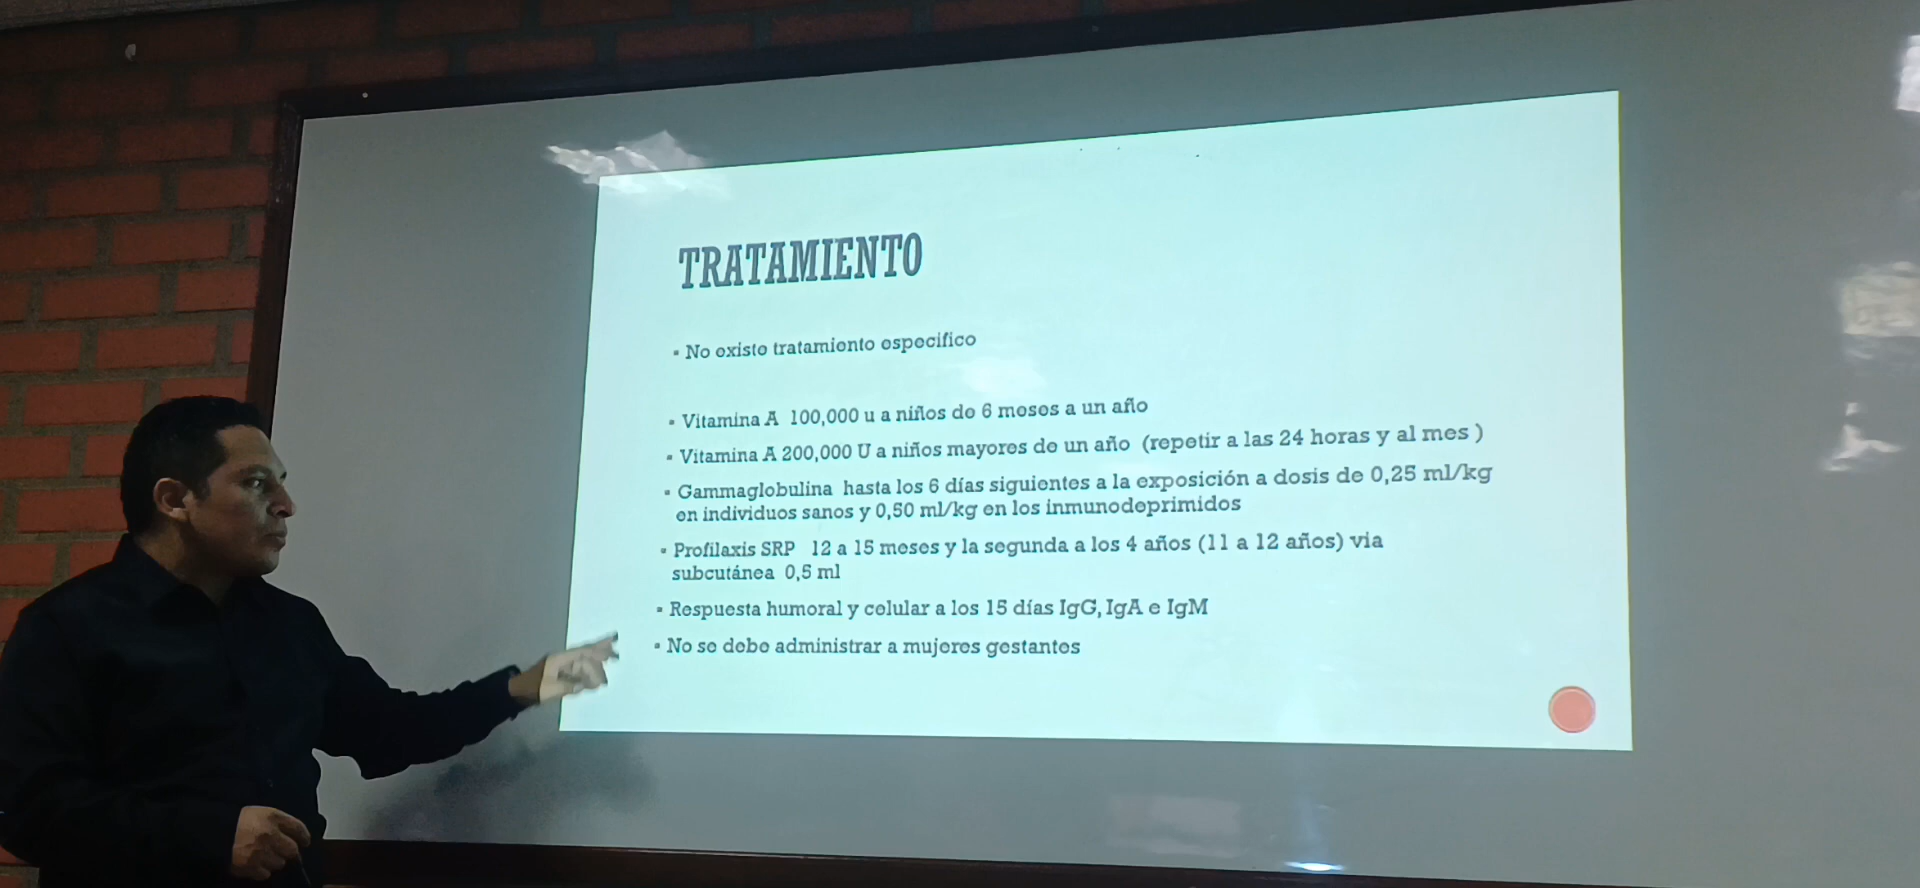 TRATAMIENTO
▪ No existe tratamiento especifico
▪ Vitamina A 100,000 u a niños de 6 meses a un año
▪ Vitamina A 200,000 U a niños mayores de un año (repetir a las 24 horas y al mes )
▪ Gammaglobulina hasta los 6 días siguientes a la exposición a dosis de 0,25 ml/kg
en individuos sanos y 0,50 ml/kg en los inmunodeprimidos
▪ Profilaxis SRP 12 a 15 meses y la segunda a los 4 años (11 a 12 años) via
subcutánea 0,5 ml
▪ Respuesta humoral y celular a los 15 días IgG, IgA e IgM
▪ No se debe administrar a mujeres gestantes